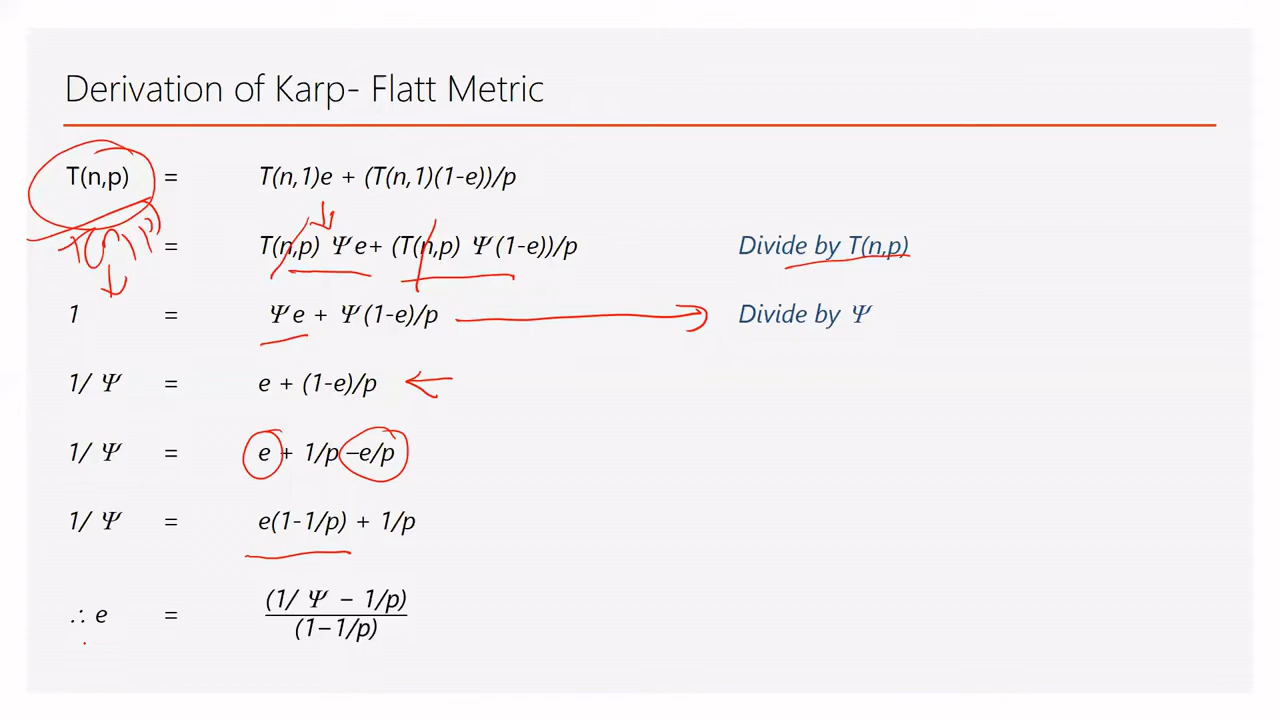 Derivation of Karp- Flatt Metric
T(n,p) = T(n,1)e + (T(n,1)(1-e))/p
T(n,p) = T(n,p) Ψ e+ (T(n,p) Ψ(1-e))/p Divide by T(n,p)
1 = Ψ e + Ψ(1-e)/p Divide by Ψ
1/ Ψ = e + (1-e)/p
1/ Ψ = e + 1/p –e/p
1/ Ψ = e(1-1/p) + 1/p
∴ e = (1/ Ψ – 1/p)
(1–1/p)